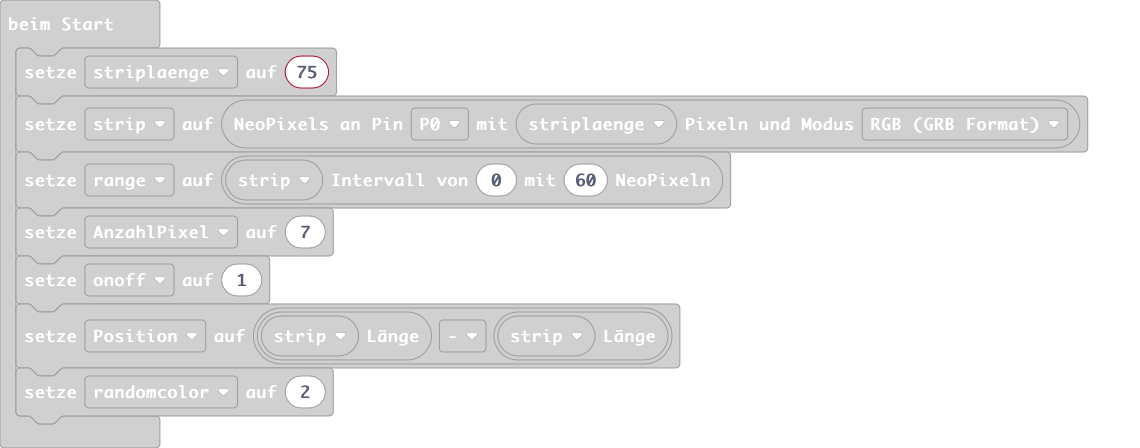 beim Start
setze striplaenge auf 75
setze strip auf NeoPixels an Pin P0 mit striplaenge Pixeln und Modus RGB (GRB Format)
setze range auf strip Intervall von 0 mit 60 NeoPixeln
setze AnzahlPixel auf 7
setze onoff auf 1
setze Position auf strip Länge - strip Länge
setze randomcolor auf 2